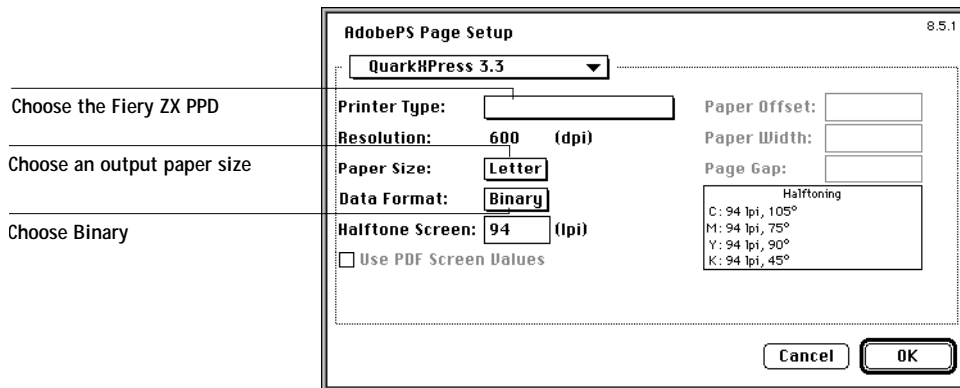 AdobePS Page Setup
8.5.1
QuarkXPress 3.3
Choose the Fiery ZX PPD
Printer Type:
Paper Offset:
Resolution: 600 (dpi)
Paper Width:
Choose an output paper size
Paper Size: Letter
Page Gap:
Data Format: Binary
Halftoning
C: 94 lpi, 105°
M: 94 lpi, 75°
Y: 94 lpi, 90°
K: 94 lpi, 45°
Choose Binary
Halftone Screen: 94 (lpi)
Use PDF Screen Values
Cancel
OK